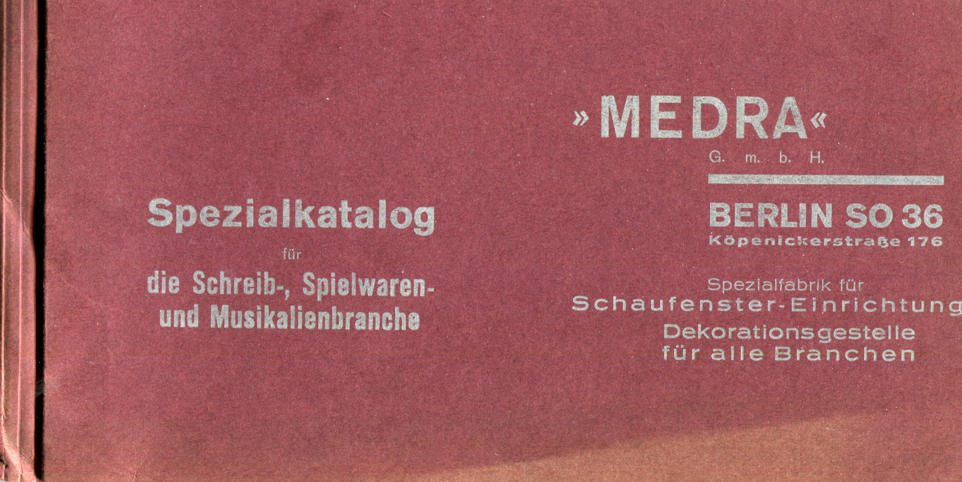 Spezialkatalog
für
die Schreib-, Spielwaren-
und Musikalienbranche
»MEDRA«
G. m. b. H.
BERLIN SO 36
Köpenickerstraße 176
Spezialfabrik für
Schaufenster-Einrichtung
Dekorationsgestelle
für alle Branchen